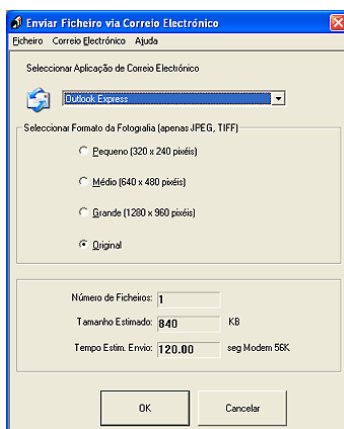 Enviar Ficheiro via Correio Electrónico
Ficheiro Correio Electrónico Ajuda
Seleccionar Aplicação de Correio Electrónico
Outlook Express
Seleccionar Formato da Fotografia (apenas JPEG, TIFF)
Pequeno (320 x 240 pixéis)
Médio (640 x 480 pixéis)
Grande (1280 x 960 pixéis)
Original
Número de Ficheiros: 1
Tamanho Estimado: 840 KB
Tempo Estim. Envio: 120.00 seg Modem 56K
OK Cancelar